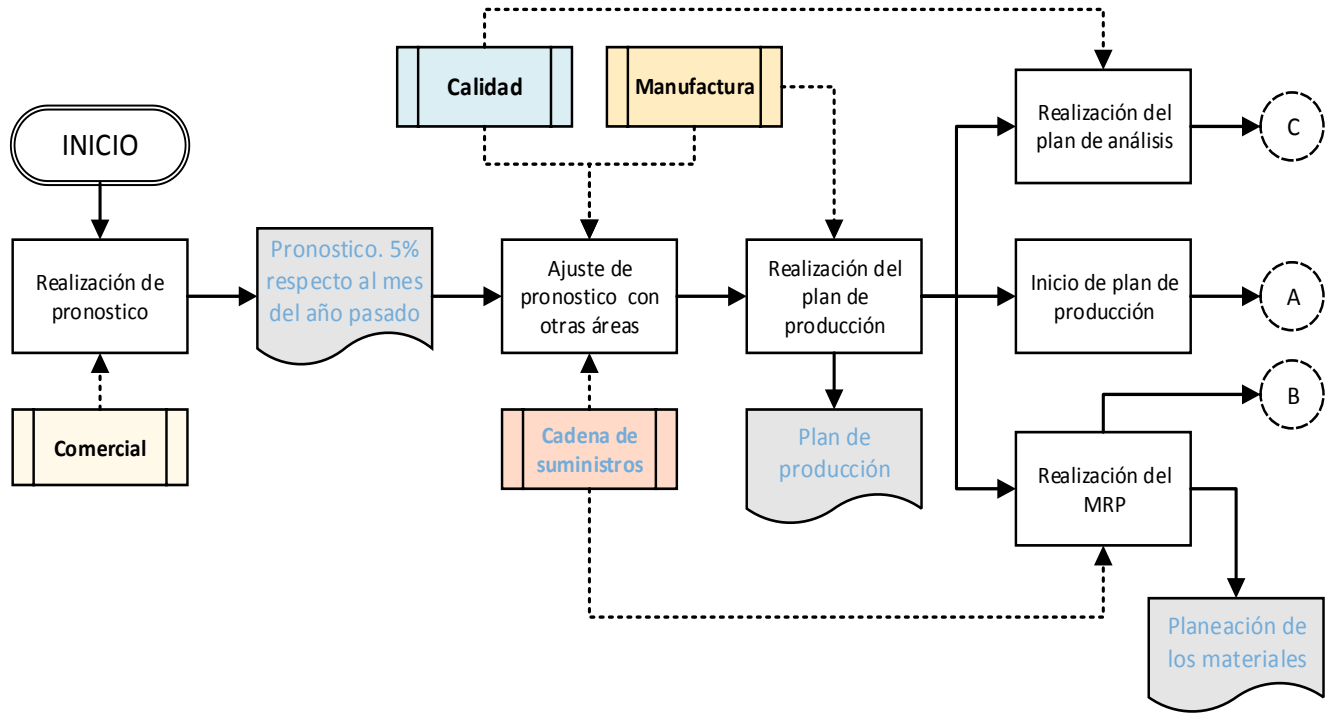 Calidad
Manufactura
INICIO
Realización del
plan de análisis
C
Realización de
pronostico
Pronostico. 5%
respecto al mes
del año pasado
Ajuste de
pronostico con
otras áreas
Realización del
plan de
producción
Inicio de plan de
producción
A
B
Comercial
Cadena de
suministros
Plan de
producción
Realización del
MRP
Planeación de
los materiales